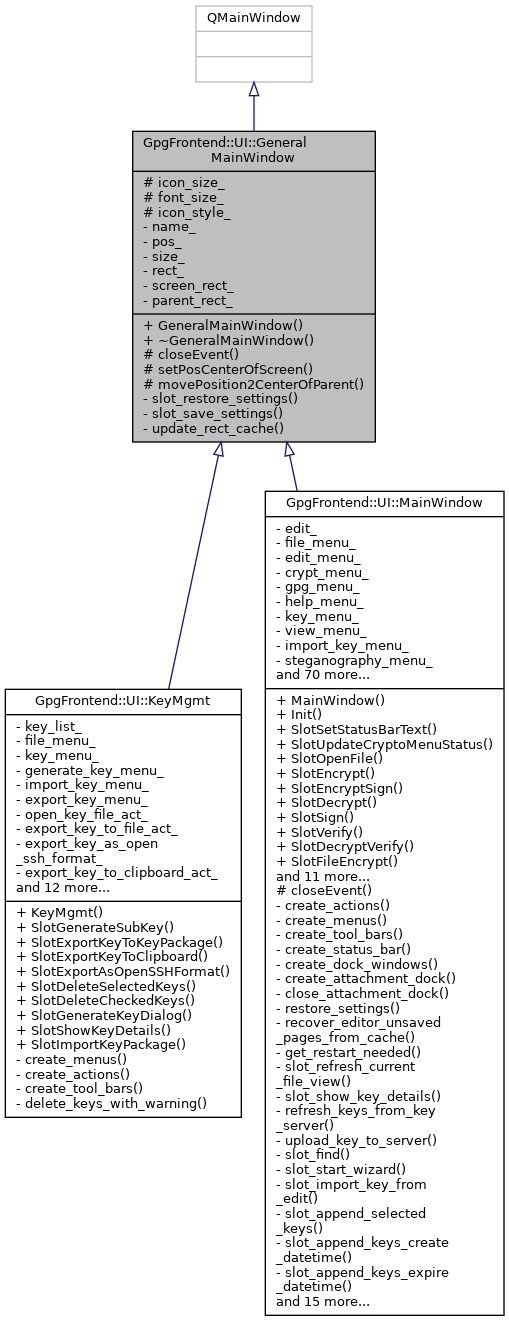 QMainWindow
GpgFrontend::UI::General
MainWindow
# icon_size_
# font_size_
# icon_style_
- name_
- pos_
- size_
- rect_
- screen_rect_
- parent_rect_
+ GeneralMainWindow()
+ ~GeneralMainWindow()
# closeEvent()
# setPosCenterOfScreen()
# movePosition2CenterOfParent()
- slot_restore_settings()
- slot_save_settings()
- update_rect_cache()
GpgFrontend::UI::KeyMgmt
- key_list_
- file_menu_
- key_menu_
- generate_key_menu_
- import_key_menu_
- export_key_menu_
- open_key_file_act_
- export_key_to_file_act_
- export_key_as_open
_ssh_format_
- export_key_to_clipboard_act_
and 12 more...
+ KeyMgmt()
+ SlotGenerateSubKey()
+ SlotExportKeyToKeyPackage()
+ SlotExportKeyToClipboard()
+ SlotExportAsOpenSSHFormat()
+ SlotDeleteSelectedKeys()
+ SlotDeleteCheckedKeys()
+ SlotGenerateKeyDialog()
+ SlotShowKeyDetails()
+ SlotImportKeyPackage()
- create_menus()
- create_actions()
- create_tool_bars()
- delete_keys_with_warning()
GpgFrontend::UI::MainWindow
- edit_
- file_menu_
- edit_menu_
- crypt_menu_
- gpg_menu_
- help_menu_
- key_menu_
- view_menu_
- import_key_menu_
- steganography_menu_
and 70 more...
+ MainWindow()
+ Init()
+ SlotSetStatusBarText()
+ SlotUpdateCryptoMenuStatus()
+ SlotOpenFile()
+ SlotEncrypt()
+ SlotEncryptSign()
+ SlotDecrypt()
+ SlotSign()
+ SlotVerify()
+ SlotDecryptVerify()
+ SlotFileEncrypt()
and 11 more...
# closeEvent()
- create_actions()
- create_menus()
- create_tool_bars()
- create_status_bar()
- create_dock_windows()
- create_attachment_dock()
- close_attachment_dock()
- restore_settings()
- recover_editor_unsaved
_pages_from_cache()
- get_restart_needed()
- slot_refresh_current
_file_view()
- slot_show_key_details()
- refresh_keys_from_key
_server()
- upload_key_to_server()
- slot_find()
- slot_start_wizard()
- slot_import_key_from
_edit()
- slot_append_selected
_keys()
- slot_append_keys_create
_datetime()
- slot_append_keys_expire
_datetime()
and 15 more...